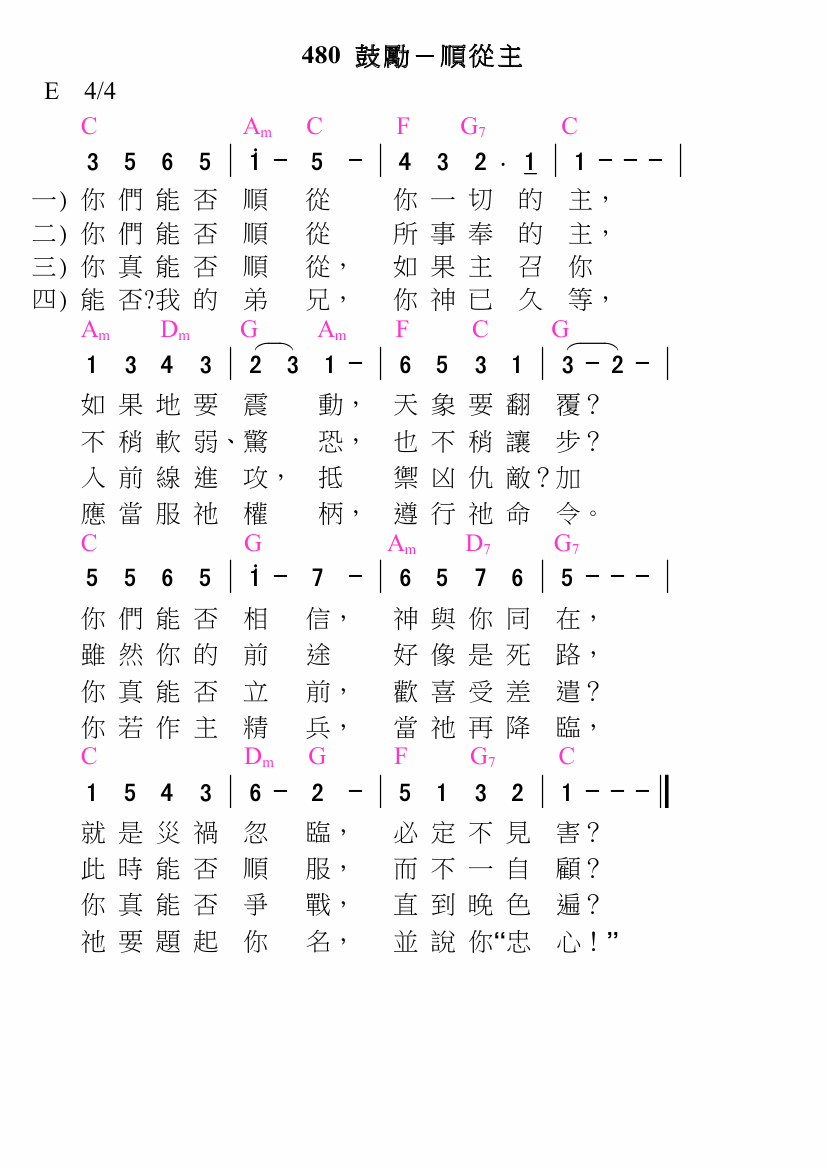 480 鼓勵－順從主
E 4/4
C Am C F G7 C
3 5 6 5 | i － 5 － | 4 3 2 . 1 | 1 － － － |
一) 你們能否 順 從 你一切 的 主，
二) 你們能否 順 從 所事奉 的 主，
三) 你真能否 順 從， 如果主 召 你
四) 能否?我的 弟 兄， 你神已 久 等，
Am Dm G Am F C G
1 3 4 3 | 2 3 1 － | 6 5 3 1 | 3 － 2 － |
如果地要 震 動， 天象要翻 覆？
不稍軟弱、驚 恐， 也不稍讓 步？
入前線進 攻， 抵 禦凶仇敵？加
應當服祂 權 柄， 遵行祂命 令。
C G Am D7 G7
5 5 6 5 | i － 7 － | 6 5 7 6 | 5 － － － |
你們能否 相 信， 神與你同 在，
雖然你的 前 途 好像是死 路，
你真能否 立 前， 歡喜受差 遣？
你若作主 精 兵， 當祂再降 臨，
C Dm G F G7 C
1 5 4 3 | 6 － 2 － | 5 1 3 2 | 1 － － － ‖
就是災禍 忽 臨， 必定不見 害？
此時能否 順 服， 而不一自 顧？
你真能否 爭 戰， 直到晚色 遍？
祂要題起 你 名， 並說你“忠 心！”